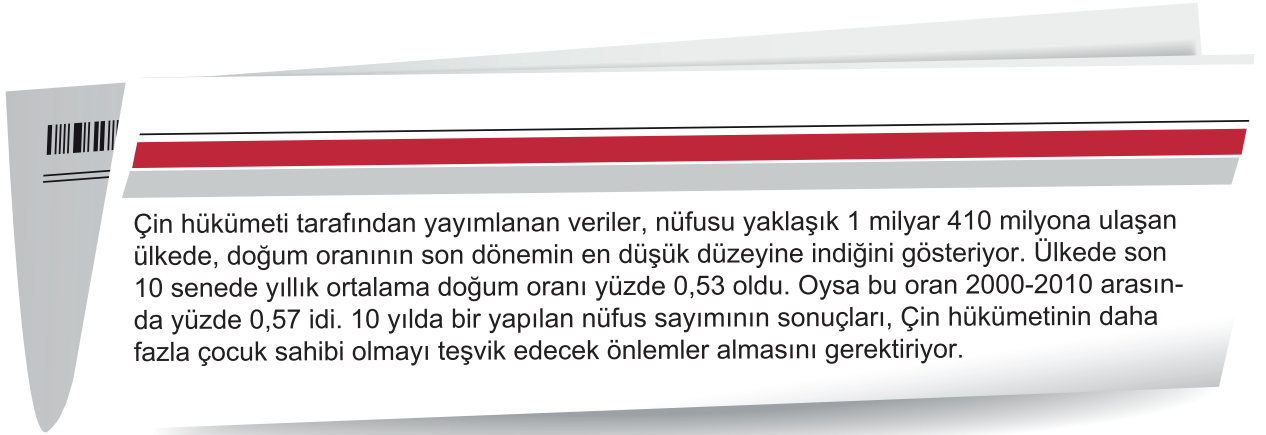 Çin hükümeti tarafından yayımlanan veriler, nüfusu yaklaşık 1 milyar 410 milyona ulaşan
ülkede, doğum oranının son dönemin en düşük düzeyine indiğini gösteriyor. Ülkede son
10 senede yıllık ortalama doğum oranı yüzde 0,53 oldu. Oysa bu oran 2000-2010 arasın-
da yüzde 0,57 idi. 10 yılda bir yapılan nüfus sayımının sonuçları, Çin hükümetinin daha
fazla çocuk sahibi olmayı teşvik edecek önlemler almasını gerektiriyor.